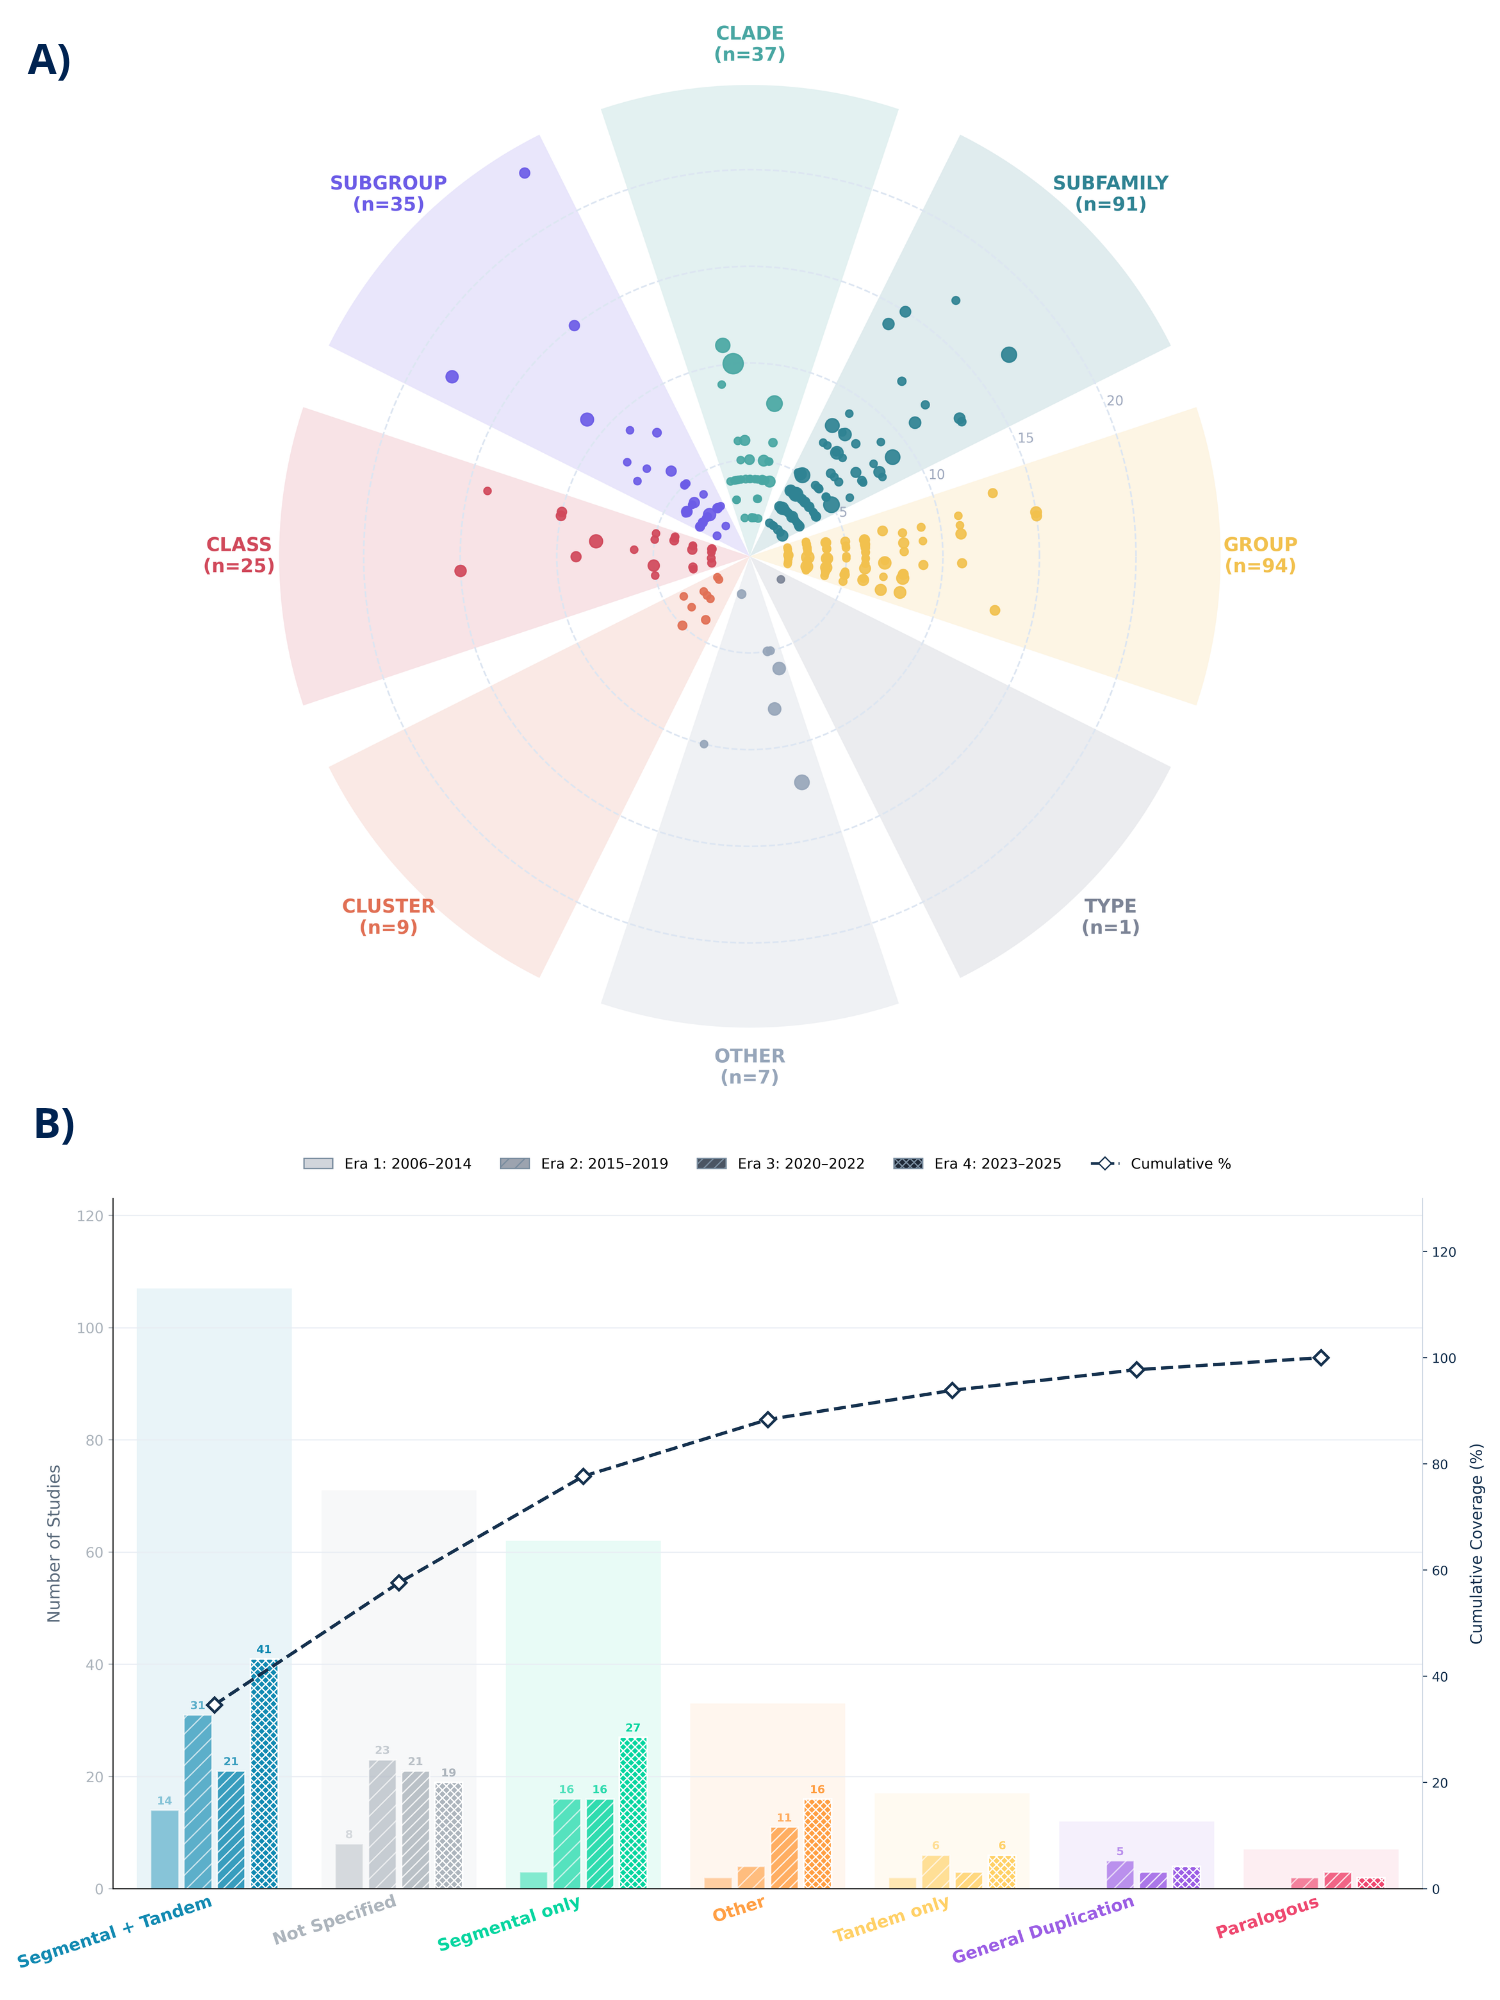 A)
CLADE
(n=37)
SUBGROUP
(n=35)
SUBFAMILY
(n=91)
20
15
10
5
CLASS
(n=25)
GROUP
(n=94)
CLUSTER
(n=9)
TYPE
(n=1)
OTHER
(n=7)
B)
Era 1: 2006–2014
Era 2: 2015–2019
Era 3: 2020–2022
Era 4: 2023–2025
Cumulative %
Number of Studies
120
100
80
60
40
20
0
14
31
21
41
8
23
21
19
16
16
27
11
16
6
6
5
120
100
80
60
40
20
0
Cumulative Coverage (%)
Segmental + Tandem
Not Specified
Segmental only
Other
Tandem only
General Duplication
Paralogous